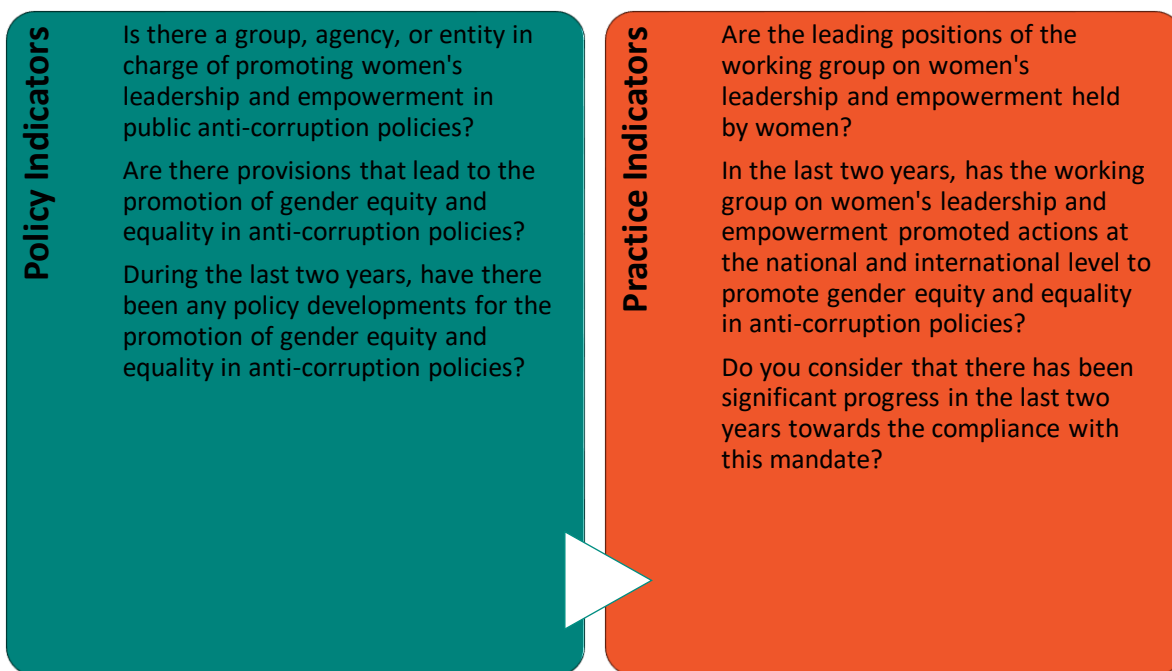 Policy Indicators
Is there a group, agency, or entity in
charge of promoting women's
leadership and empowerment in
public anti-corruption policies?
Are there provisions that lead to the
promotion of gender equity and
equality in anti-corruption policies?
During the last two years, have there
been any policy developments for the
promotion of gender equity and
equality in anti-corruption policies?
Practice Indicators
Are the leading positions of the
working group on women's
leadership and empowerment held
by women?
In the last two years, has the working
group on women's leadership and
empowerment promoted actions at
the national and international level to
promote gender equity and equality
in anti-corruption policies?
Do you consider that there has been
significant progress in the last two
years towards the compliance with
this mandate?